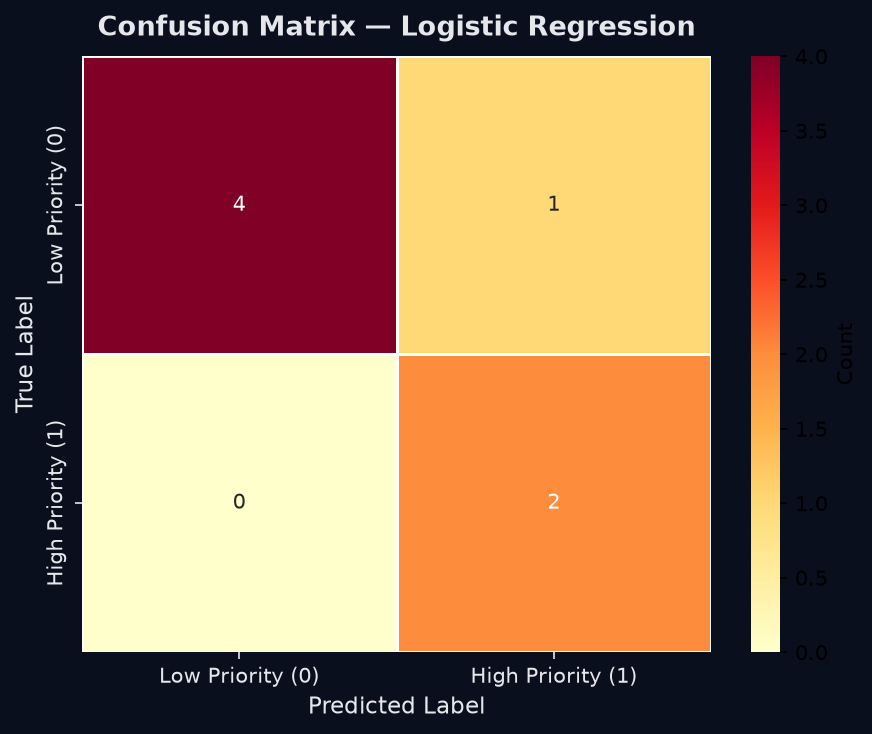 Confusion Matrix — Logistic Regression
True Label
Low Priority (0)
4
1
High Priority (1)
0
2
Low Priority (0)
High Priority (1)
Predicted Label
4.0
3.5
3.0
2.5
2.0
1.5
1.0
0.5
0.0
Count